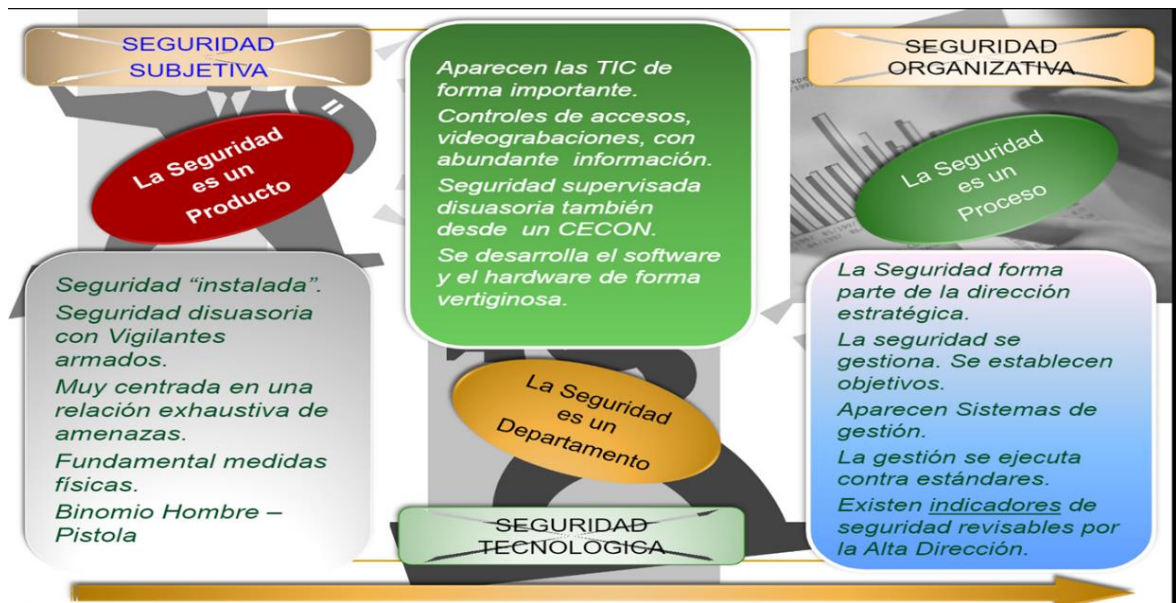 SEGURIDAD
SUBJETIVA
La Seguridad
es un
Producto
Seguridad “instalada”.
Seguridad disuasoria
con Vigilantes
armados.
Muy centrada en una
relación exhaustiva de
amenazas.
Fundamental medidas
físicas.
Binomio Hombre –
Pistola
Aparecen las TIC de
forma importante.
Controles de accesos,
videograbaciones, con
abundante información.
Seguridad supervisada
disuasoria también
desde un CECON.
Se desarrolla el software
y el hardware de forma
vertiginosa.
La Seguridad
es un
Departamento
SEGURIDAD
TECNOLOGICA
SEGURIDAD
ORGANIZATIVA
La Seguridad
es un
Proceso
La Seguridad forma
parte de la dirección
estratégica.
La seguridad se
gestiona. Se establecen
objetivos.
Aparecen Sistemas de
gestión.
La gestión se ejecuta
contra estándares.
Existen indicadores de
seguridad revisables por
la Alta Dirección.